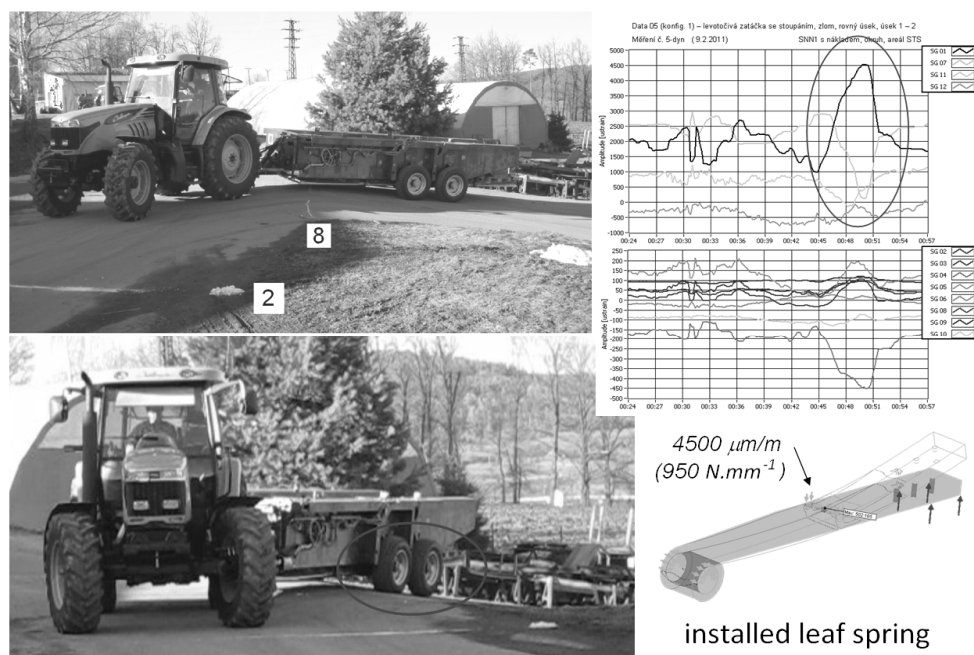 8
2
Data 05 (konfig. 1) – levotočivá zatáčka se stoupáním, zlom, rovný úsek, úsek 1 – 2
Měření č. 5-dyn (9.2.2011)
SNN1 s nákladem, okruh, areál STS
SG 01
SG 07
SG 11
SG 12
Amplitude [ustrain]
5000
4500
4000
3500
3000
2500
2000
1500
1000
500
0
-500
-1000
00:24 00:27 00:30 00:33 00:36 00:39 00:42 00:45 00:48 00:51 00:54 00:57
SG 02
SG 03
SG 04
SG 05
SG 06
SG 08
SG 09
SG 10
Amplitude [ustrain]
250
200
150
100
50
0
-50
-100
-150
-200
-250
-300
-350
-400
-450
-500
00:24 00:27 00:30 00:33 00:36 00:39 00:42 00:45 00:48 00:51 00:54 00:57
4500 μm/m
(950 N.mm⁻¹)
installed leaf spring